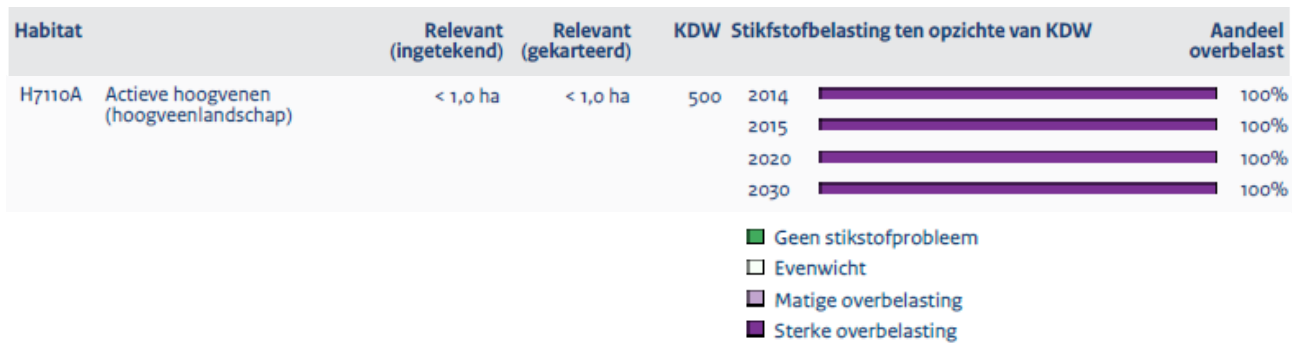 Habitat Relevant (ingetekend) Relevant (gekarteerd) KDW Stikfstofbelasting ten opzichte van KDW Aandeel overbelast
H7110A Actieve hoogvenen (hoogveenlandschap) < 1,0 ha < 1,0 ha 500 2014 100%
2015 100%
2020 100%
2030 100%
Geen stikstofprobleem
Evenwicht
Matige overbelasting
Sterke overbelasting